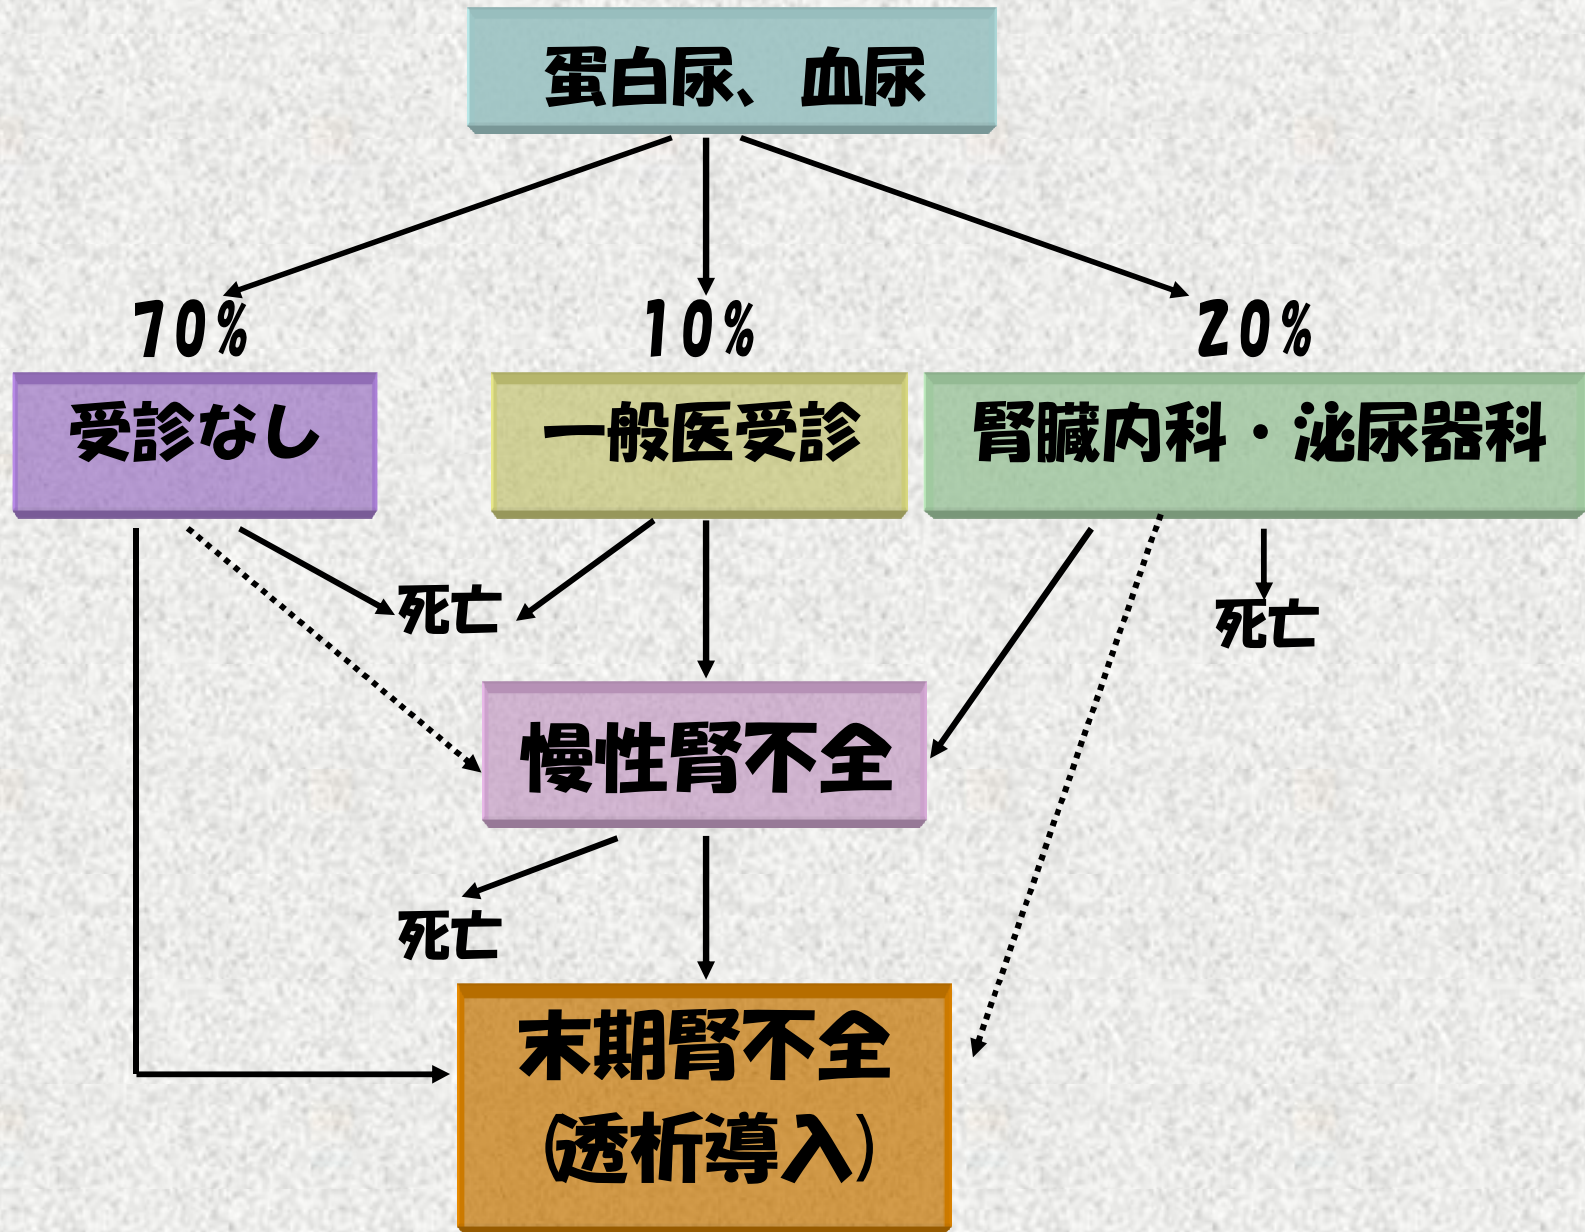 蛋白尿、血尿
70%
10%
20%
受診なし
一般医受診
腎臓内科・泌尿器科
死亡
死亡
慢性腎不全
死亡
末期腎不全
(透析導入)